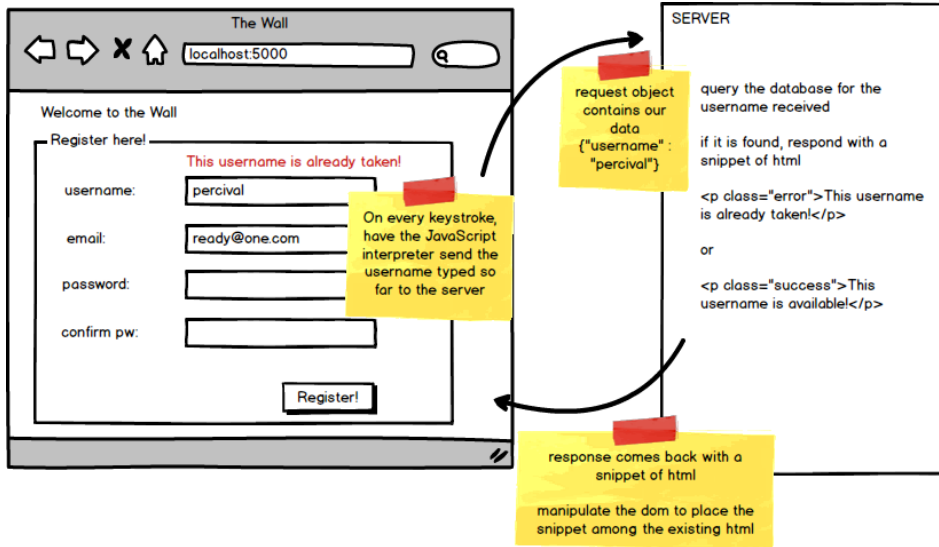 The Wall
localhost:5000
Welcome to the Wall
Register here!
This username is already taken!
username:
percival
email:
ready@one.com
password:
confirm pw:
Register!
On every keystroke,
have the JavaScript
interpreter send the
username typed so
far to the server
request object
contains our
data
{"username" :
"percival"}
SERVER
query the database for the
username received
if it is found, respond with a
snippet of html
<p class="error">This username
is already taken!</p>
or
<p class="success">This
username is available!</p>
response comes back with a
snippet of html
manipulate the dom to place the
snippet among the existing html